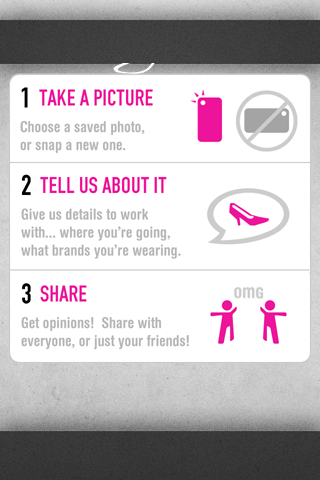 1 TAKE A PICTURE
Choose a saved photo,
or snap a new one.
2 TELL US ABOUT IT
Give us details to work
with... where you're going,
what brands you're wearing.
3 SHARE
omG
Get opinions! Share with
everyone, or just your friends!